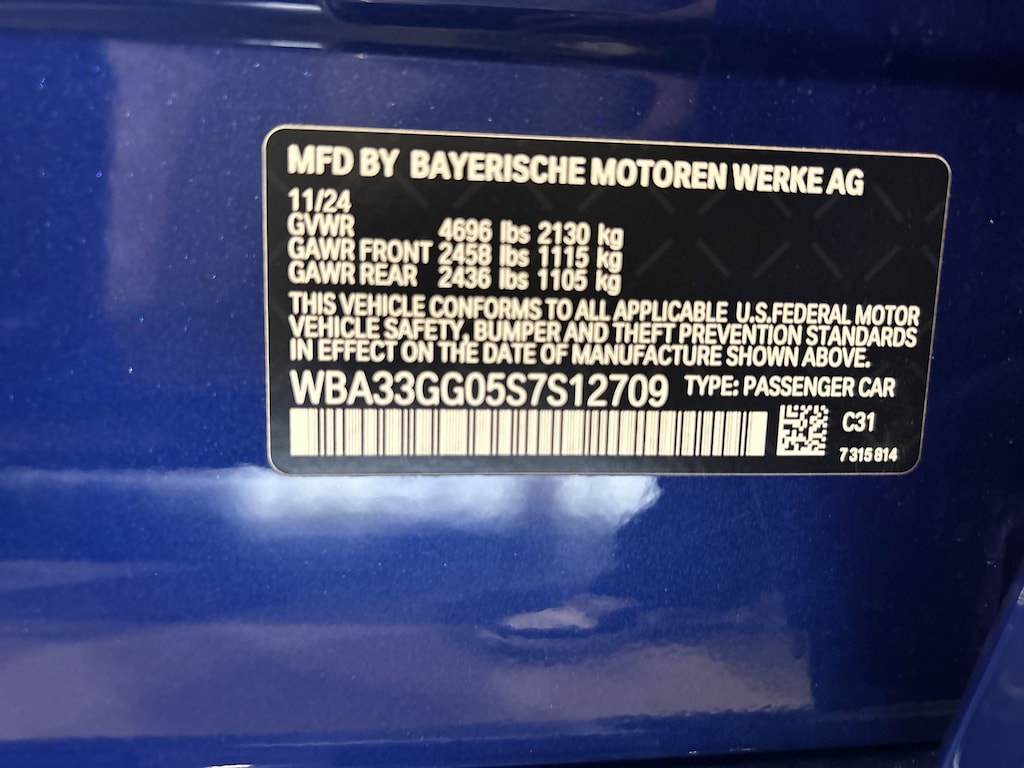 MFD BY BAYERISCHE MOTOREN WERKE AG
11/24
GVWR 4696 lbs 2130 kg
GAWR FRONT 2458 lbs 1115 kg
GAWR REAR 2436 lbs 1105 kg
THIS VEHICLE CONFORMS TO ALL APPLICABLE U.S.FEDERAL MOTOR
VEHICLE SAFETY, BUMPER AND THEFT PREVENTION STANDARDS
IN EFFECT ON THE DATE OF MANUFACTURE SHOWN ABOVE.
WBA33GG05S7S12709 TYPE: PASSENGER CAR
C31
7315814